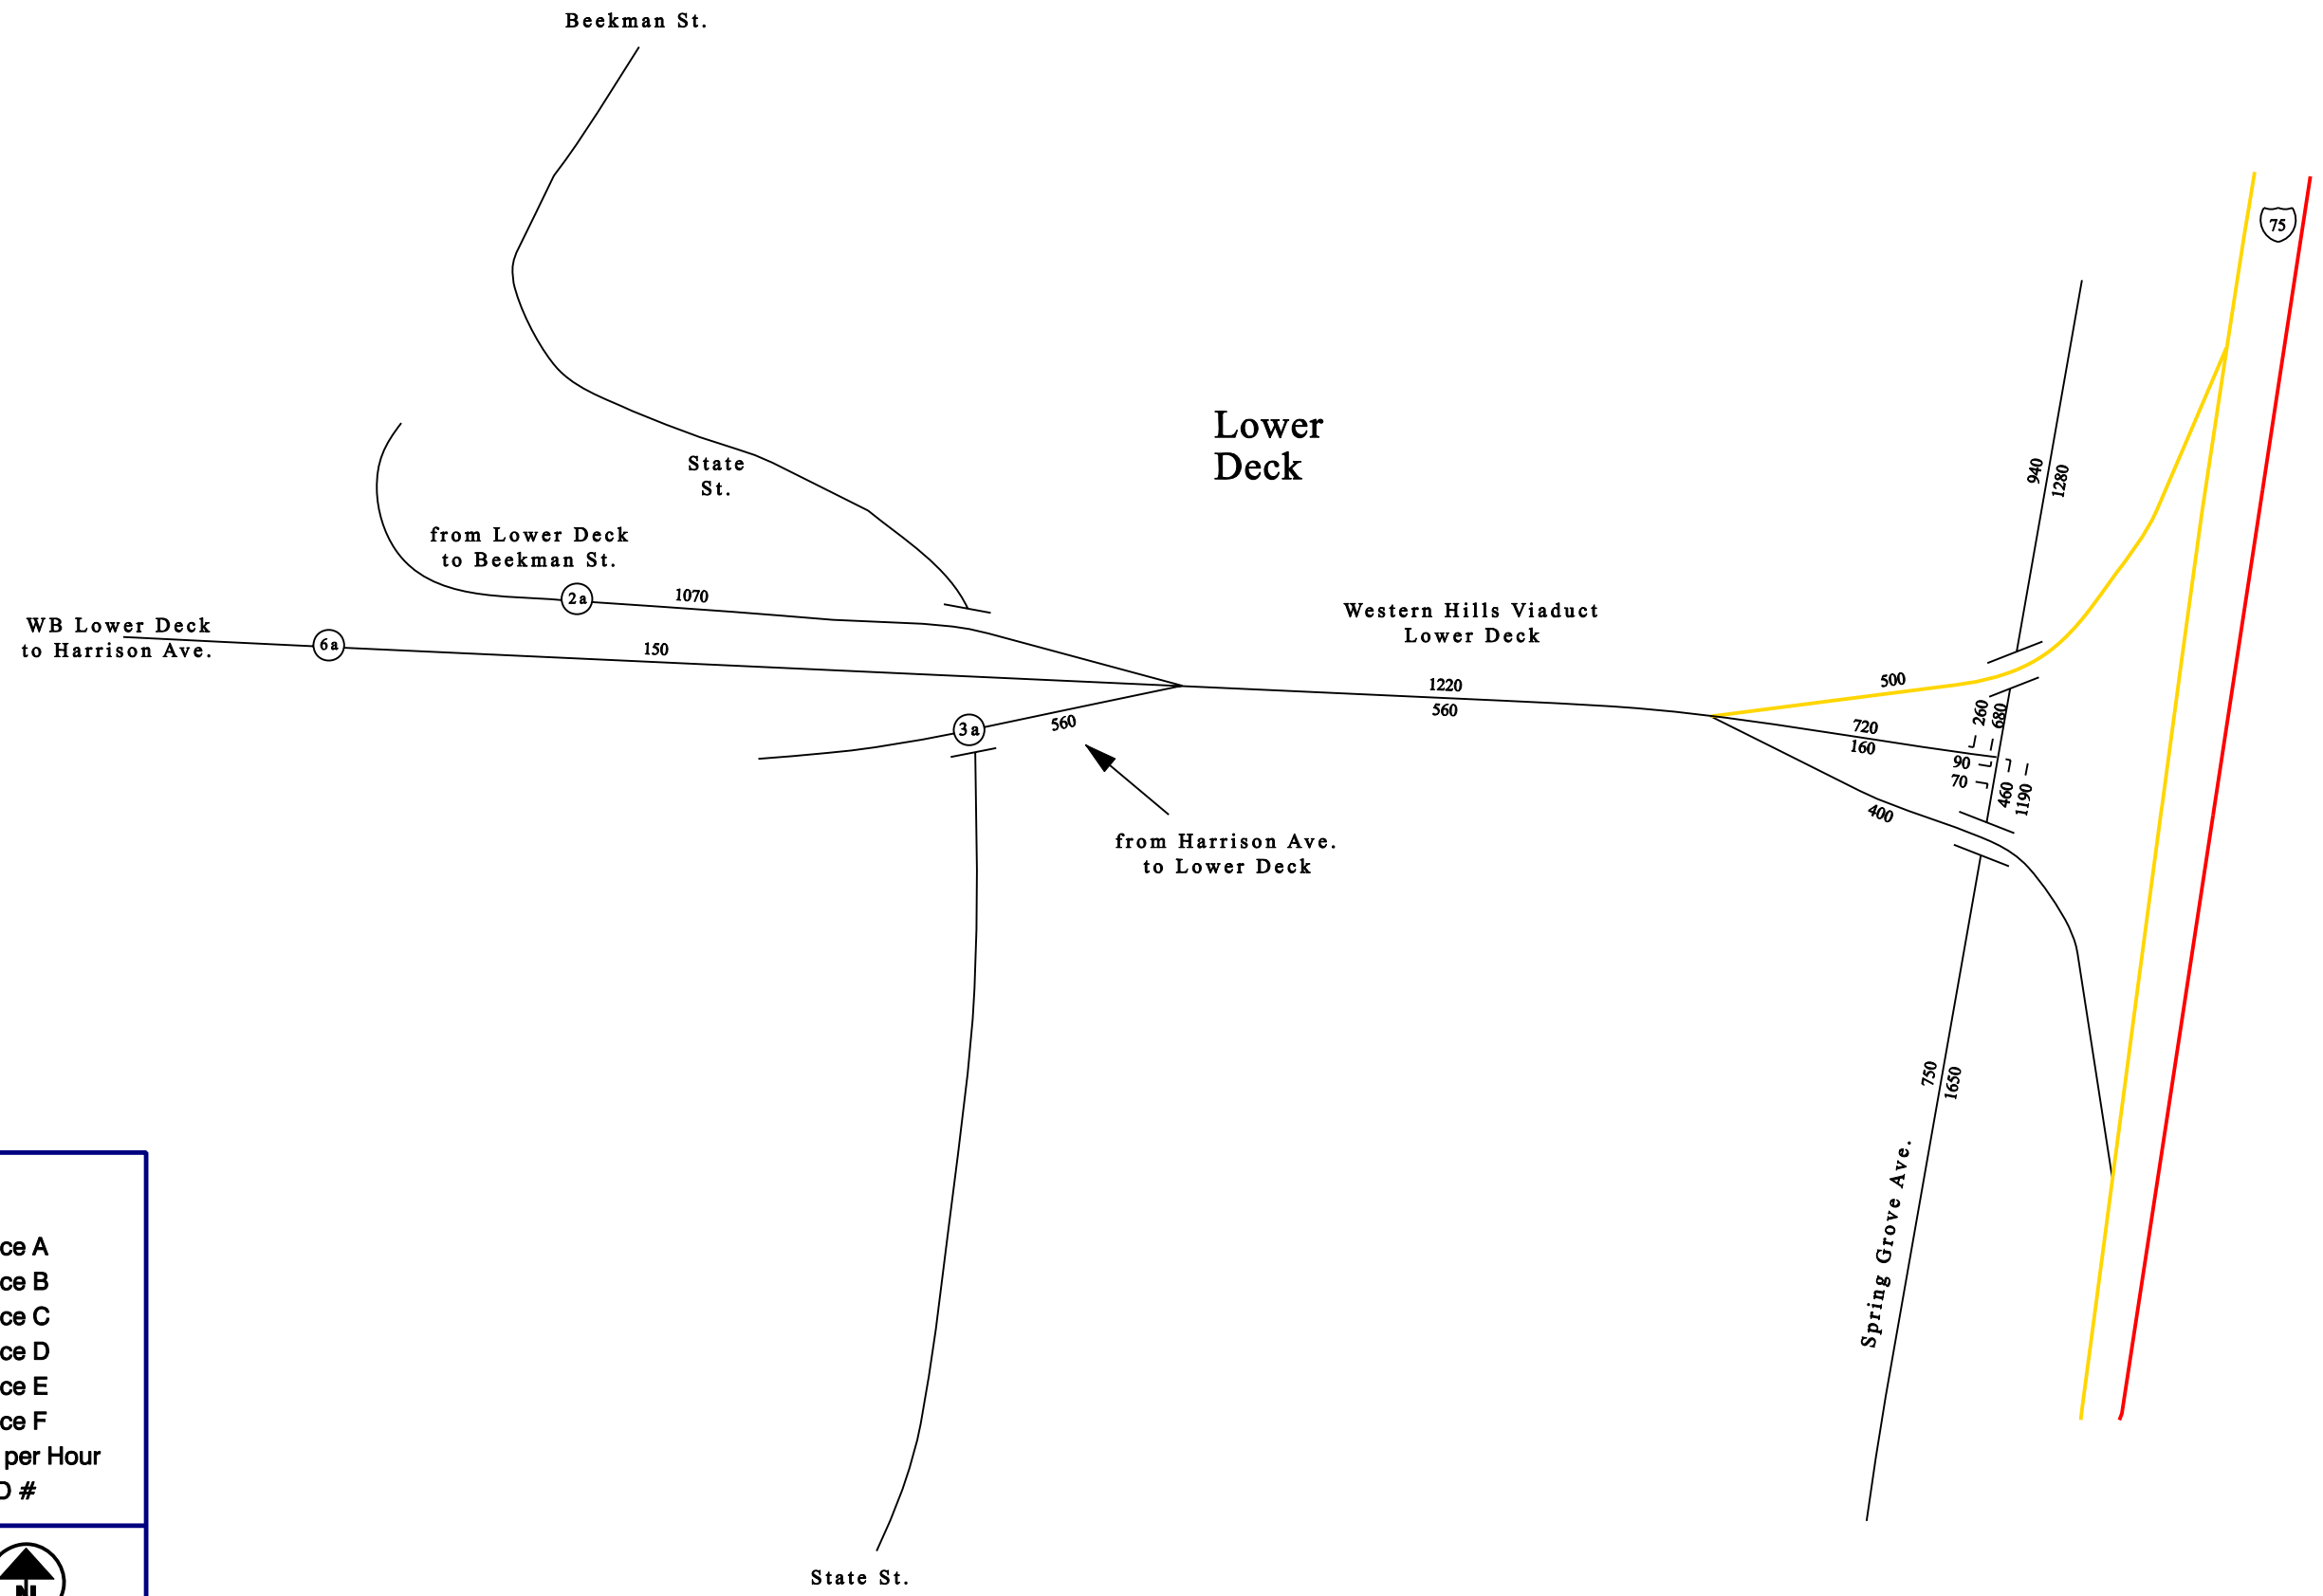 Beekman St.
75
Lower
Deck
State
St.
940
1280
from Lower Deck
to Beekman St.
2a
1070
WB Lower Deck
to Harrison Ave.
6a
150
Western Hills Viaduct
Lower Deck
1220
560
500
260
680
720
160
90
70
460
1190
400
3a
560
from Harrison Ave.
to Lower Deck
750
1650
Spring Grove Ave.
ce A
ce B
ce C
ce D
ce E
ce F
per Hour
#
State St.